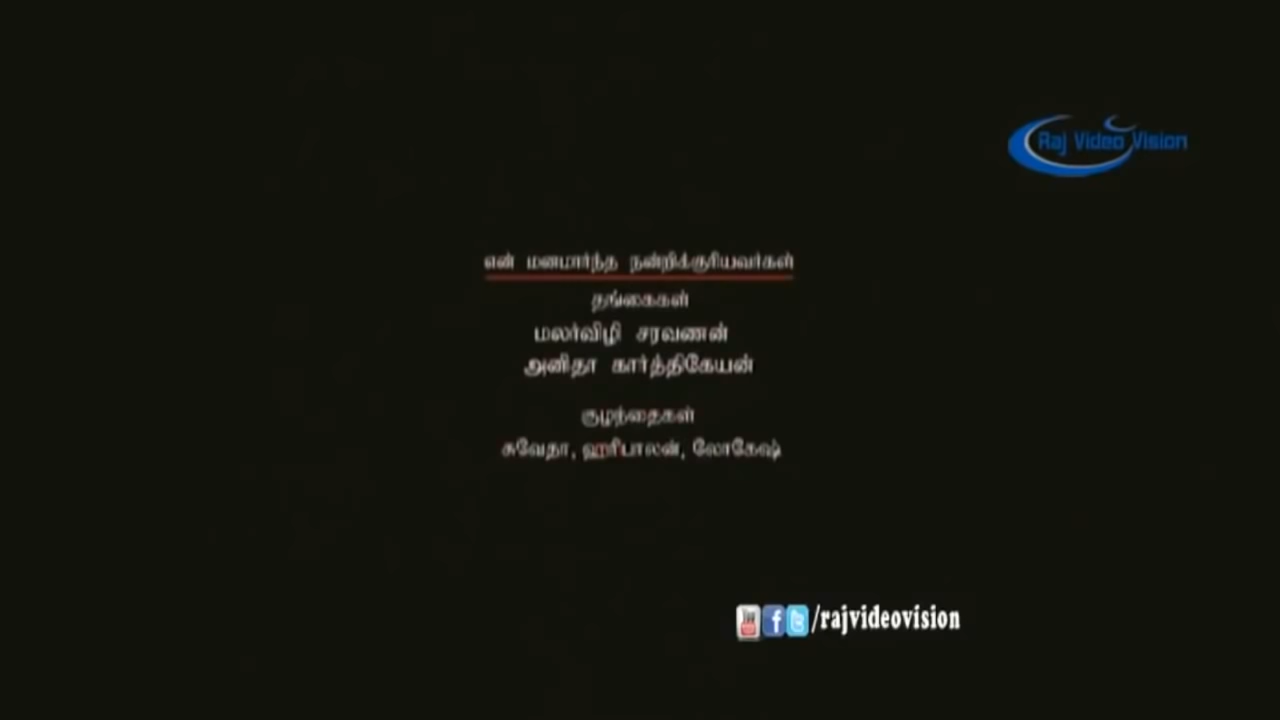 Raj Video Vision
என் மனமார்ந்த நன்றிக்குரியவர்கள்
தங்கைகள்
மலர்விழி சரவணன்
அனிதா கார்த்திகேயன்
குழந்தைகள்
சுவேதா, ஹரிபாலன், லோகேஷ்
/rajvideovision